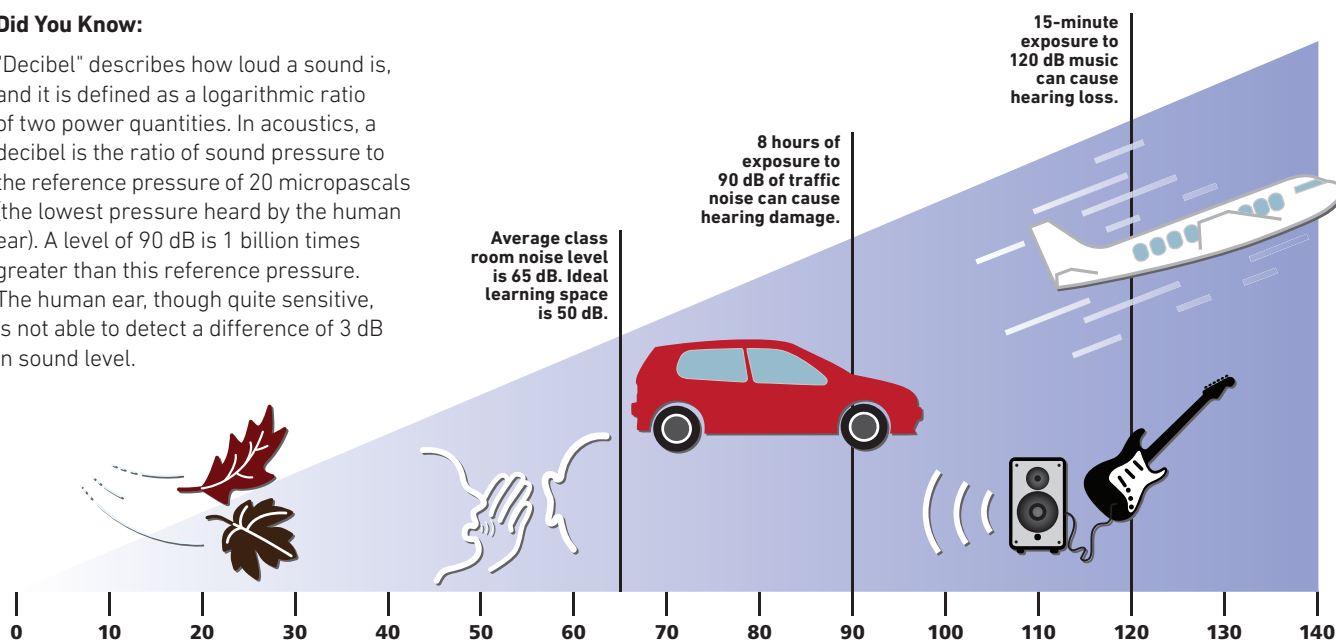 Did You Know:
"Decibel" describes how loud a sound is,
and it is defined as a logarithmic ratio
of two power quantities. In acoustics, a
decibel is the ratio of sound pressure to
the reference pressure of 20 micropascals
(the lowest pressure heard by the human
ear). A level of 90 dB is 1 billion times
greater than this reference pressure.
The human ear, though quite sensitive,
is not able to detect a difference of 3 dB
in sound level.
Average class
room noise level
is 65 dB. Ideal
learning space
is 50 dB.
8 hours of
exposure to
90 dB of traffic
noise can cause
hearing damage.
15-minute
exposure to
120 dB music
can cause
hearing loss.
0 10 20 30 40 50 60 70 80 90 100 110 120 130 140